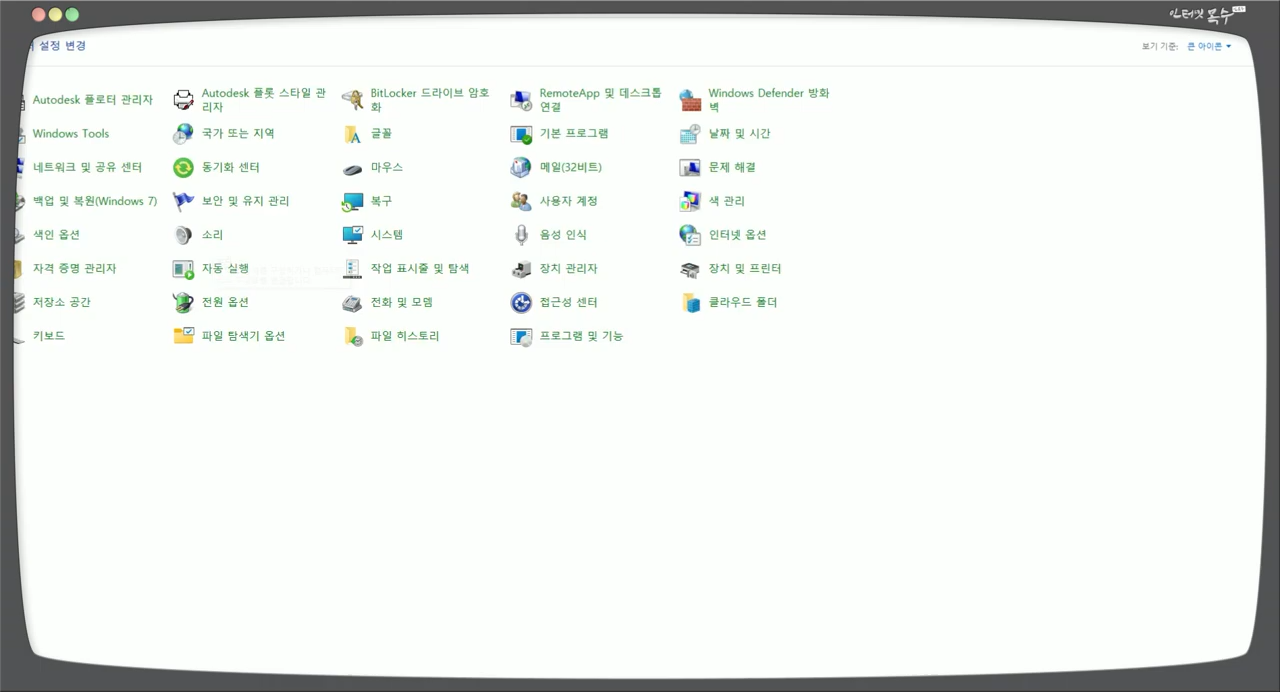 인터넷 목수
설정 변경
보기 기준: 큰 아이콘
Autodesk 플로터 관리자
Autodesk 플롯 스타일 관
리자
BitLocker 드라이브 암호
화
RemoteApp 및 데스크톱
연결
Windows Defender 방화
벽
Windows Tools
국가 또는 지역
글꼴
기본 프로그램
날짜 및 시간
네트워크 및 공유 센터
동기화 센터
마우스
메일(32비트)
문제 해결
백업 및 복원(Windows 7)
보안 및 유지 관리
복구
사용자 계정
색 관리
색인 옵션
소리
시스템
음성 인식
인터넷 옵션
자격 증명 관리자
자동 실행
작업 표시줄 및 탐색
장치 관리자
장치 및 프린터
저장소 공간
전원 옵션
전화 및 모뎀
접근성 센터
클라우드 폴더
키보드
파일 탐색기 옵션
파일 히스토리
프로그램 및 기능